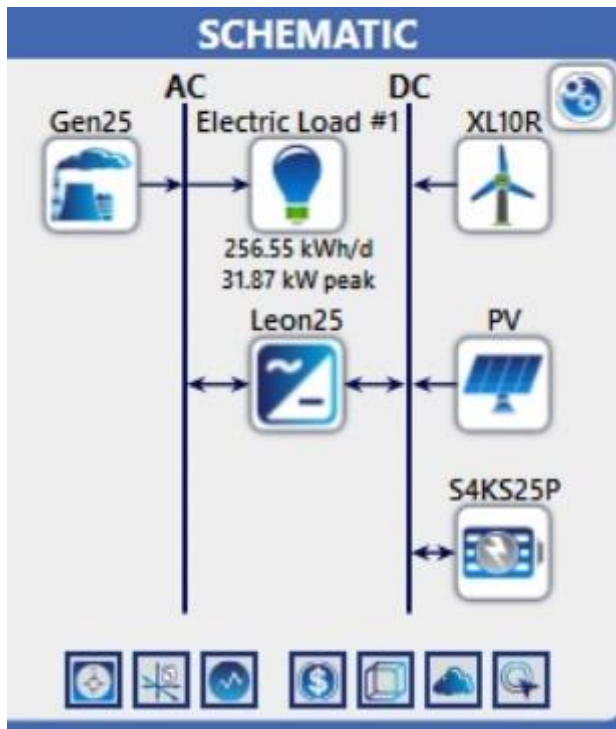 SCHEMATIC
AC DC
Gen25 Electric Load #1 XL10R
256.55 kWh/d
31.87 kW peak
Leon25 PV
S4KS25P